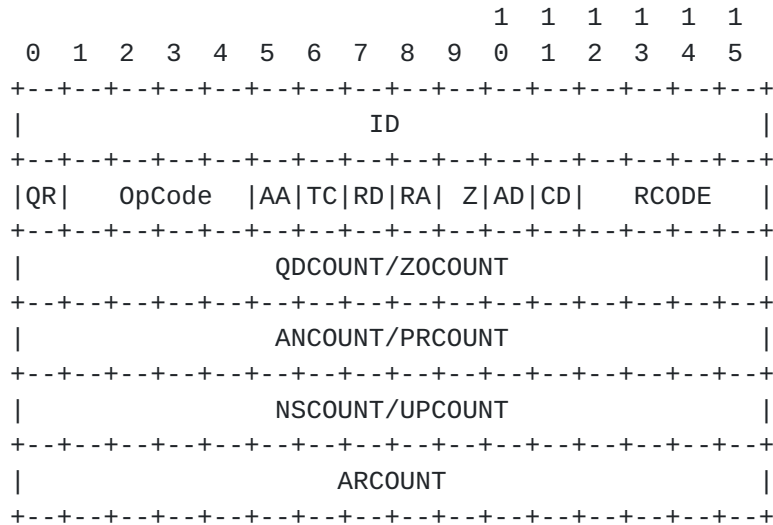 1  1  1  1  1  1
 0  1  2  3  4  5  6  7  8  9  0  1  2  3  4  5
+--+--+--+--+--+--+--+--+--+--+--+--+--+--+--+--+
|                      ID                       |
+--+--+--+--+--+--+--+--+--+--+--+--+--+--+--+--+
|QR|   OpCode  |AA|TC|RD|RA| Z|AD|CD|   RCODE   |
+--+--+--+--+--+--+--+--+--+--+--+--+--+--+--+--+
|                QDCOUNT/ZOCOUNT                |
+--+--+--+--+--+--+--+--+--+--+--+--+--+--+--+--+
|                ANCOUNT/PRCOUNT                |
+--+--+--+--+--+--+--+--+--+--+--+--+--+--+--+--+
|                NSCOUNT/UPCOUNT                |
+--+--+--+--+--+--+--+--+--+--+--+--+--+--+--+--+
|                    ARCOUNT                    |
+--+--+--+--+--+--+--+--+--+--+--+--+--+--+--+--+